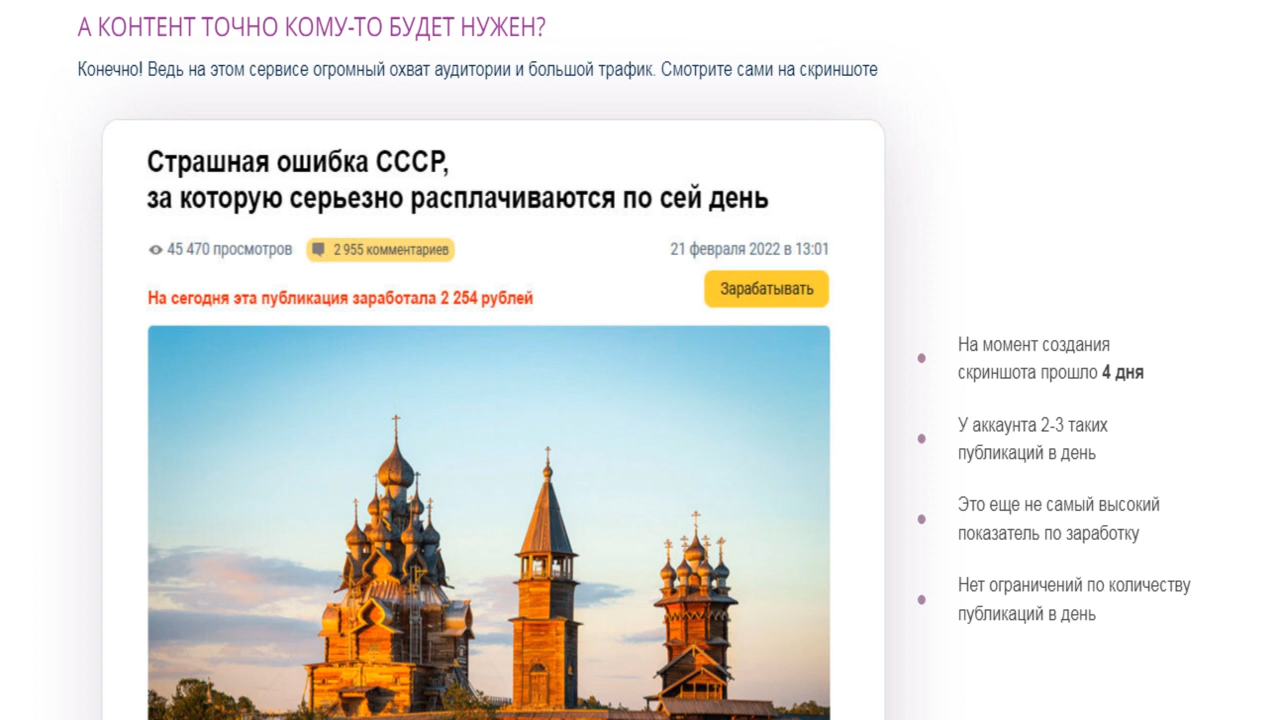 А КОНТЕНТ ТОЧНО КОМУ-ТО БУДЕТ НУЖЕН?
Конечно! Ведь на этом сервисе огромный охват аудитории и большой трафик. Смотрите сами на скриншоте
Страшная ошибка СССР,
за которую серьезно расплачиваются по сей день
45 470 просмотров
2 955 комментариев
21 февраля 2022 в 13:01
На сегодня эта публикация заработала 2 254 рублей
Зарабатывать
На момент создания
скриншота прошло 4 дня
У аккаунта 2-3 таких
публикаций в день
Это еще не самый высокий
показатель по заработку
Нет ограничений по количеству
публикаций в день